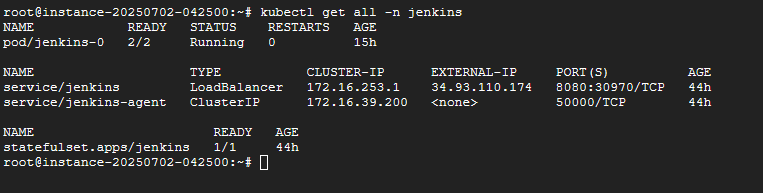 root@instance-20250702-042500:~# kubectl get all -n jenkins
NAME            READY   STATUS    RESTARTS   AGE
pod/jenkins-0   2/2     Running   0          15h

NAME                    TYPE           CLUSTER-IP      EXTERNAL-IP     PORT(S)          AGE
service/jenkins         LoadBalancer   172.16.253.1    34.93.110.174   8080:30970/TCP   44h
service/jenkins-agent   ClusterIP      172.16.39.200   <none>          50000/TCP        44h

NAME                       READY   AGE
statefulset.apps/jenkins   1/1     44h
root@instance-20250702-042500:~#